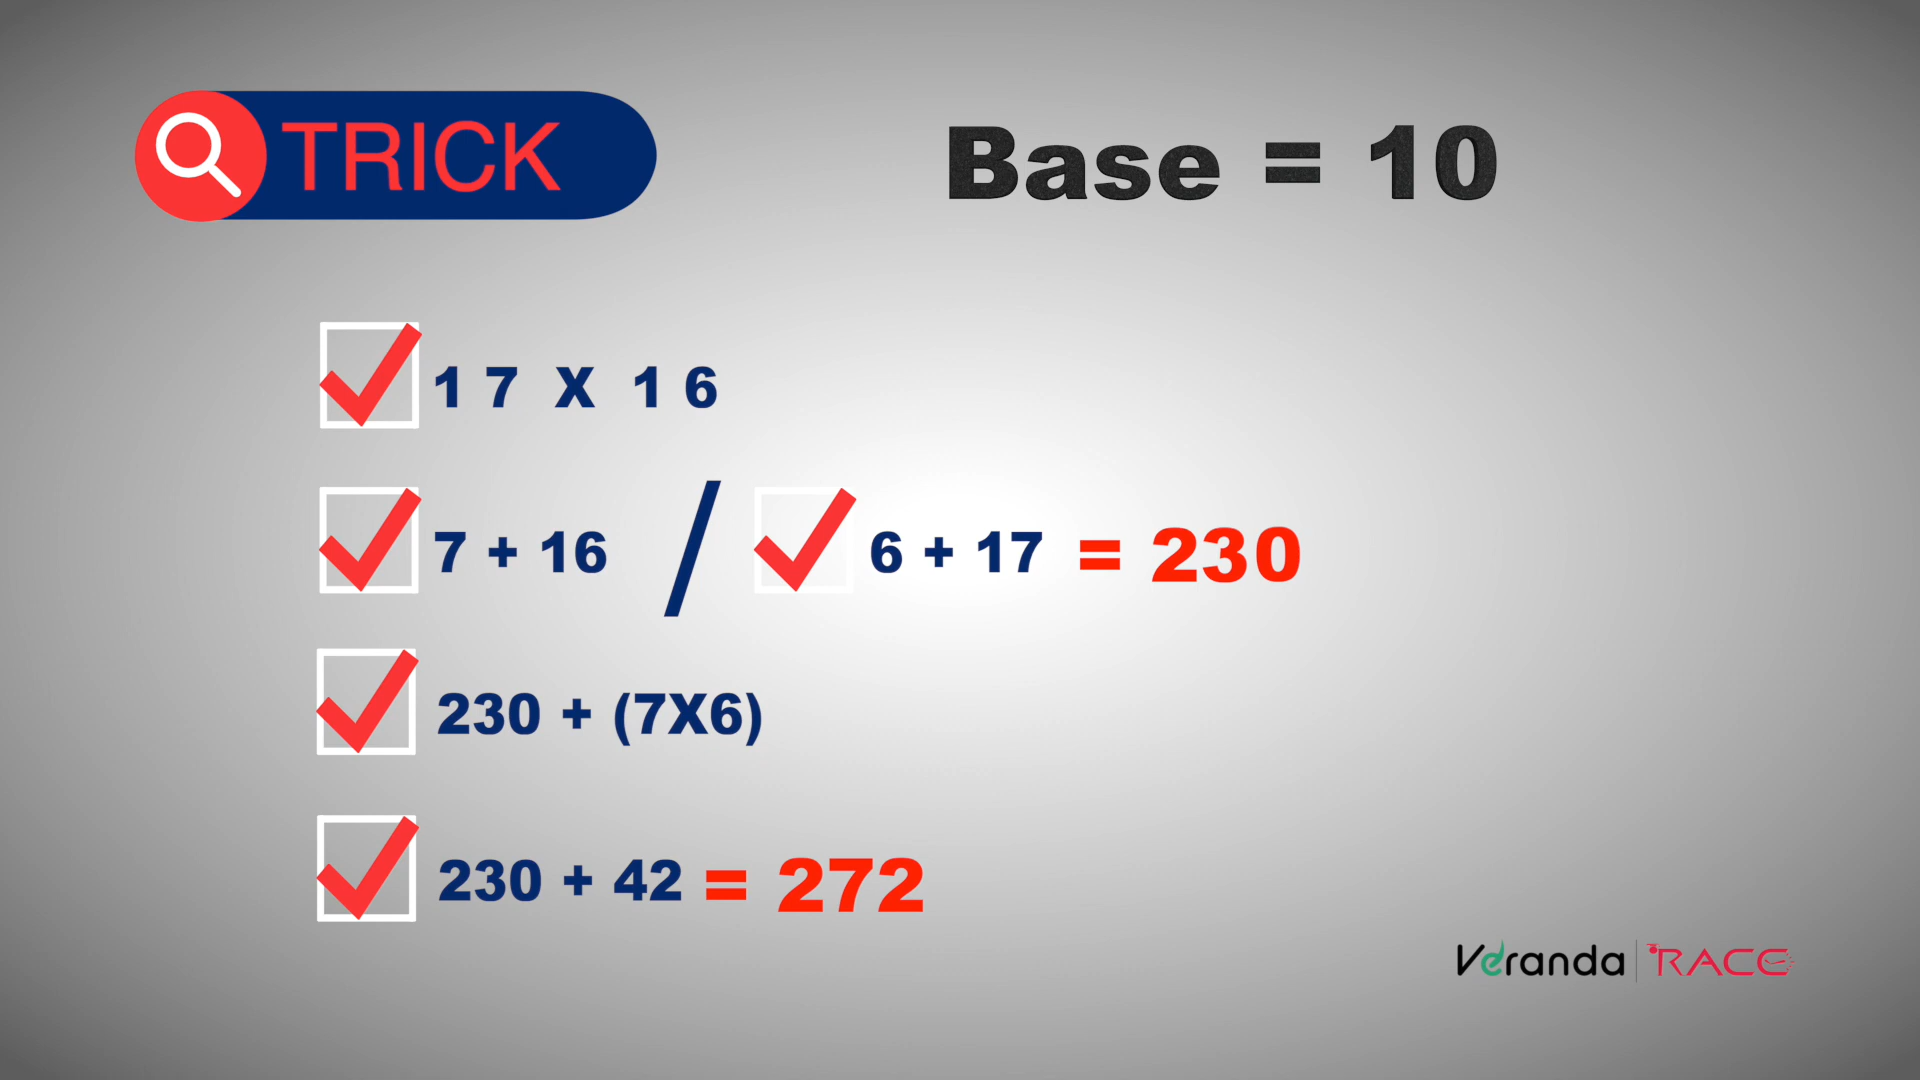 TRICK
Base = 10
1 7 X 1 6
7 + 16 / 6 + 17 = 230
230 + (7X6)
230 + 42 = 272
Veranda RACE